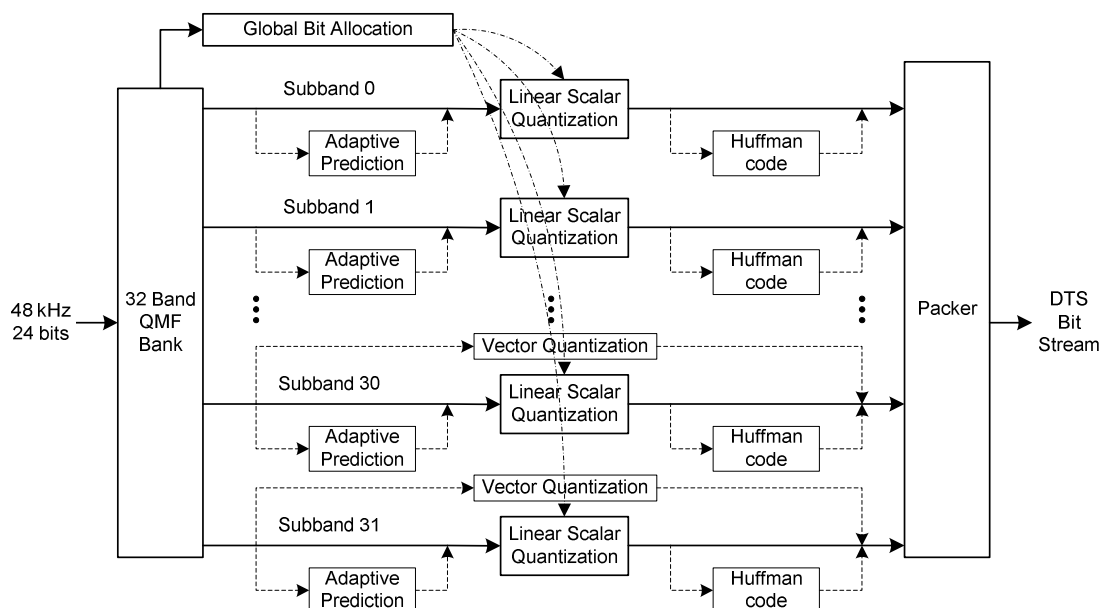 Global Bit Allocation
Subband 0
Linear Scalar
Quantization
Adaptive
Prediction
Huffman
code
Subband 1
Linear Scalar
Quantization
Adaptive
Prediction
Huffman
code
48 kHz
24 bits
32 Band
QMF
Bank
Packer
DTS
Bit
Stream
Vector Quantization
Subband 30
Linear Scalar
Quantization
Adaptive
Prediction
Huffman
code
Vector Quantization
Subband 31
Linear Scalar
Quantization
Adaptive
Prediction
Huffman
code